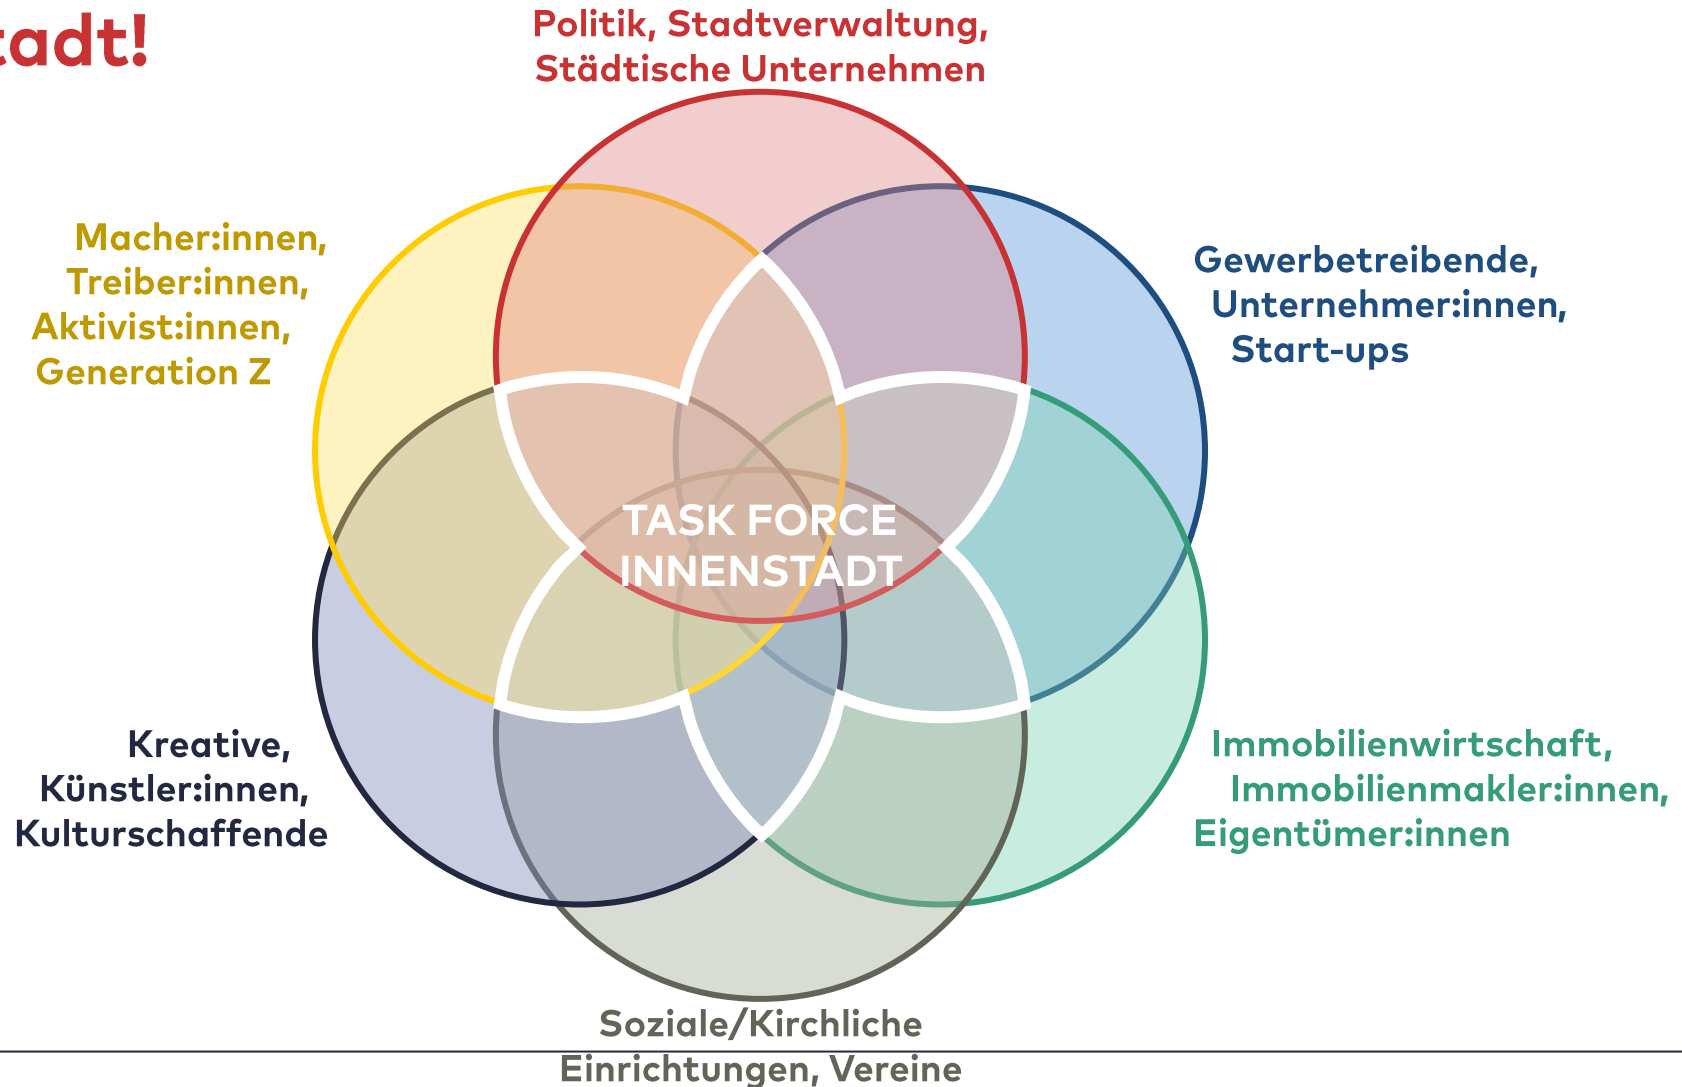 tadt!
Politik, Stadtverwaltung,
Städtische Unternehmen
Macher:innen,
Treiber:innen,
Aktivist:innen,
Generation Z
Gewerbetreibende,
Unternehmer:innen,
Start-ups
TASK FORCE
INNENSTADT
Kreative,
Künstler:innen,
Kulturschaffende
Immobilienwirtschaft,
Immobilienmakler:innen,
Eigentümer:innen
Soziale/Kirchliche
Einrichtungen, Vereine